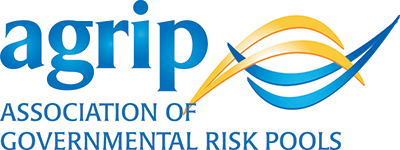 agrip
ASSOCIATION OF
GOVERNMENTAL RISK POOLS